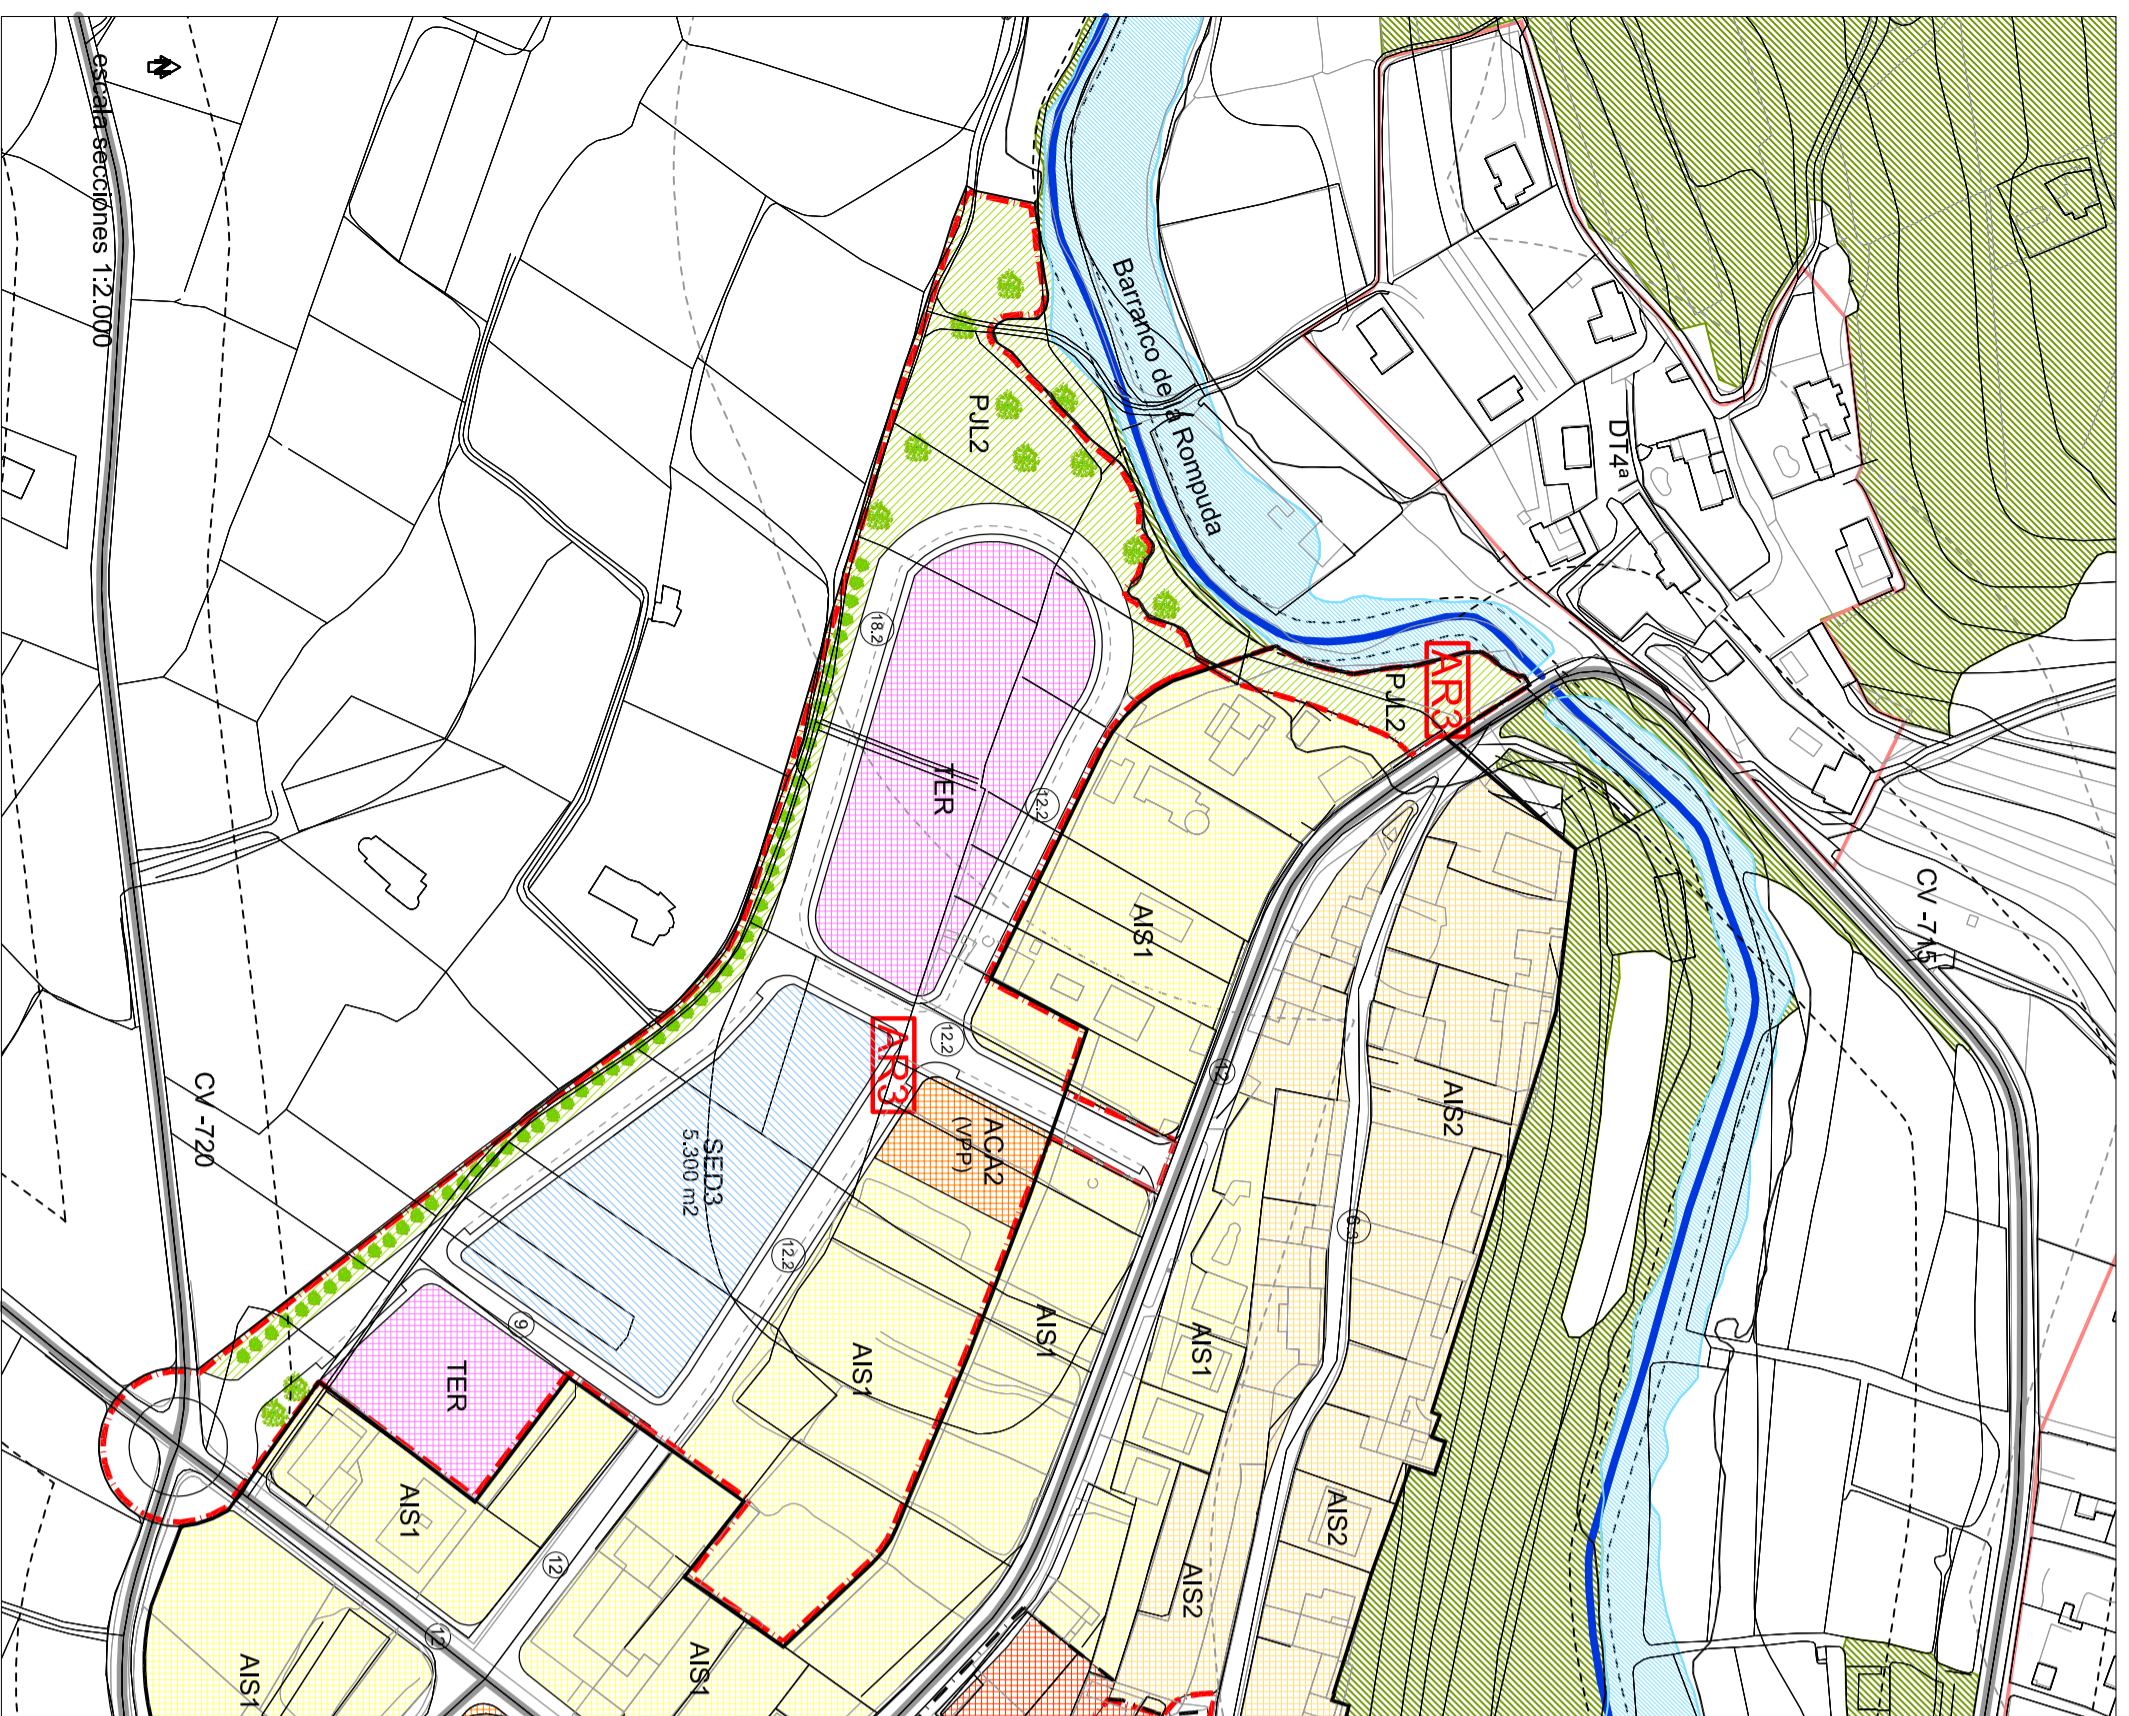 escala secciones 1:2.000
N
Barranco de la Rompuda
DT4ª
PJL2
AR3
PJL2
18.2
TER
12.2
AIS1
CV -715
AR3
12.2
12
AIS2
ACA2
(VPP)
SED3
5.300 m2
CV -720
12.2
6.3
9
TER
AIS1
AIS1
AIS1
AIS1
12
AIS2
AIS2
12
AIS1
AIS1